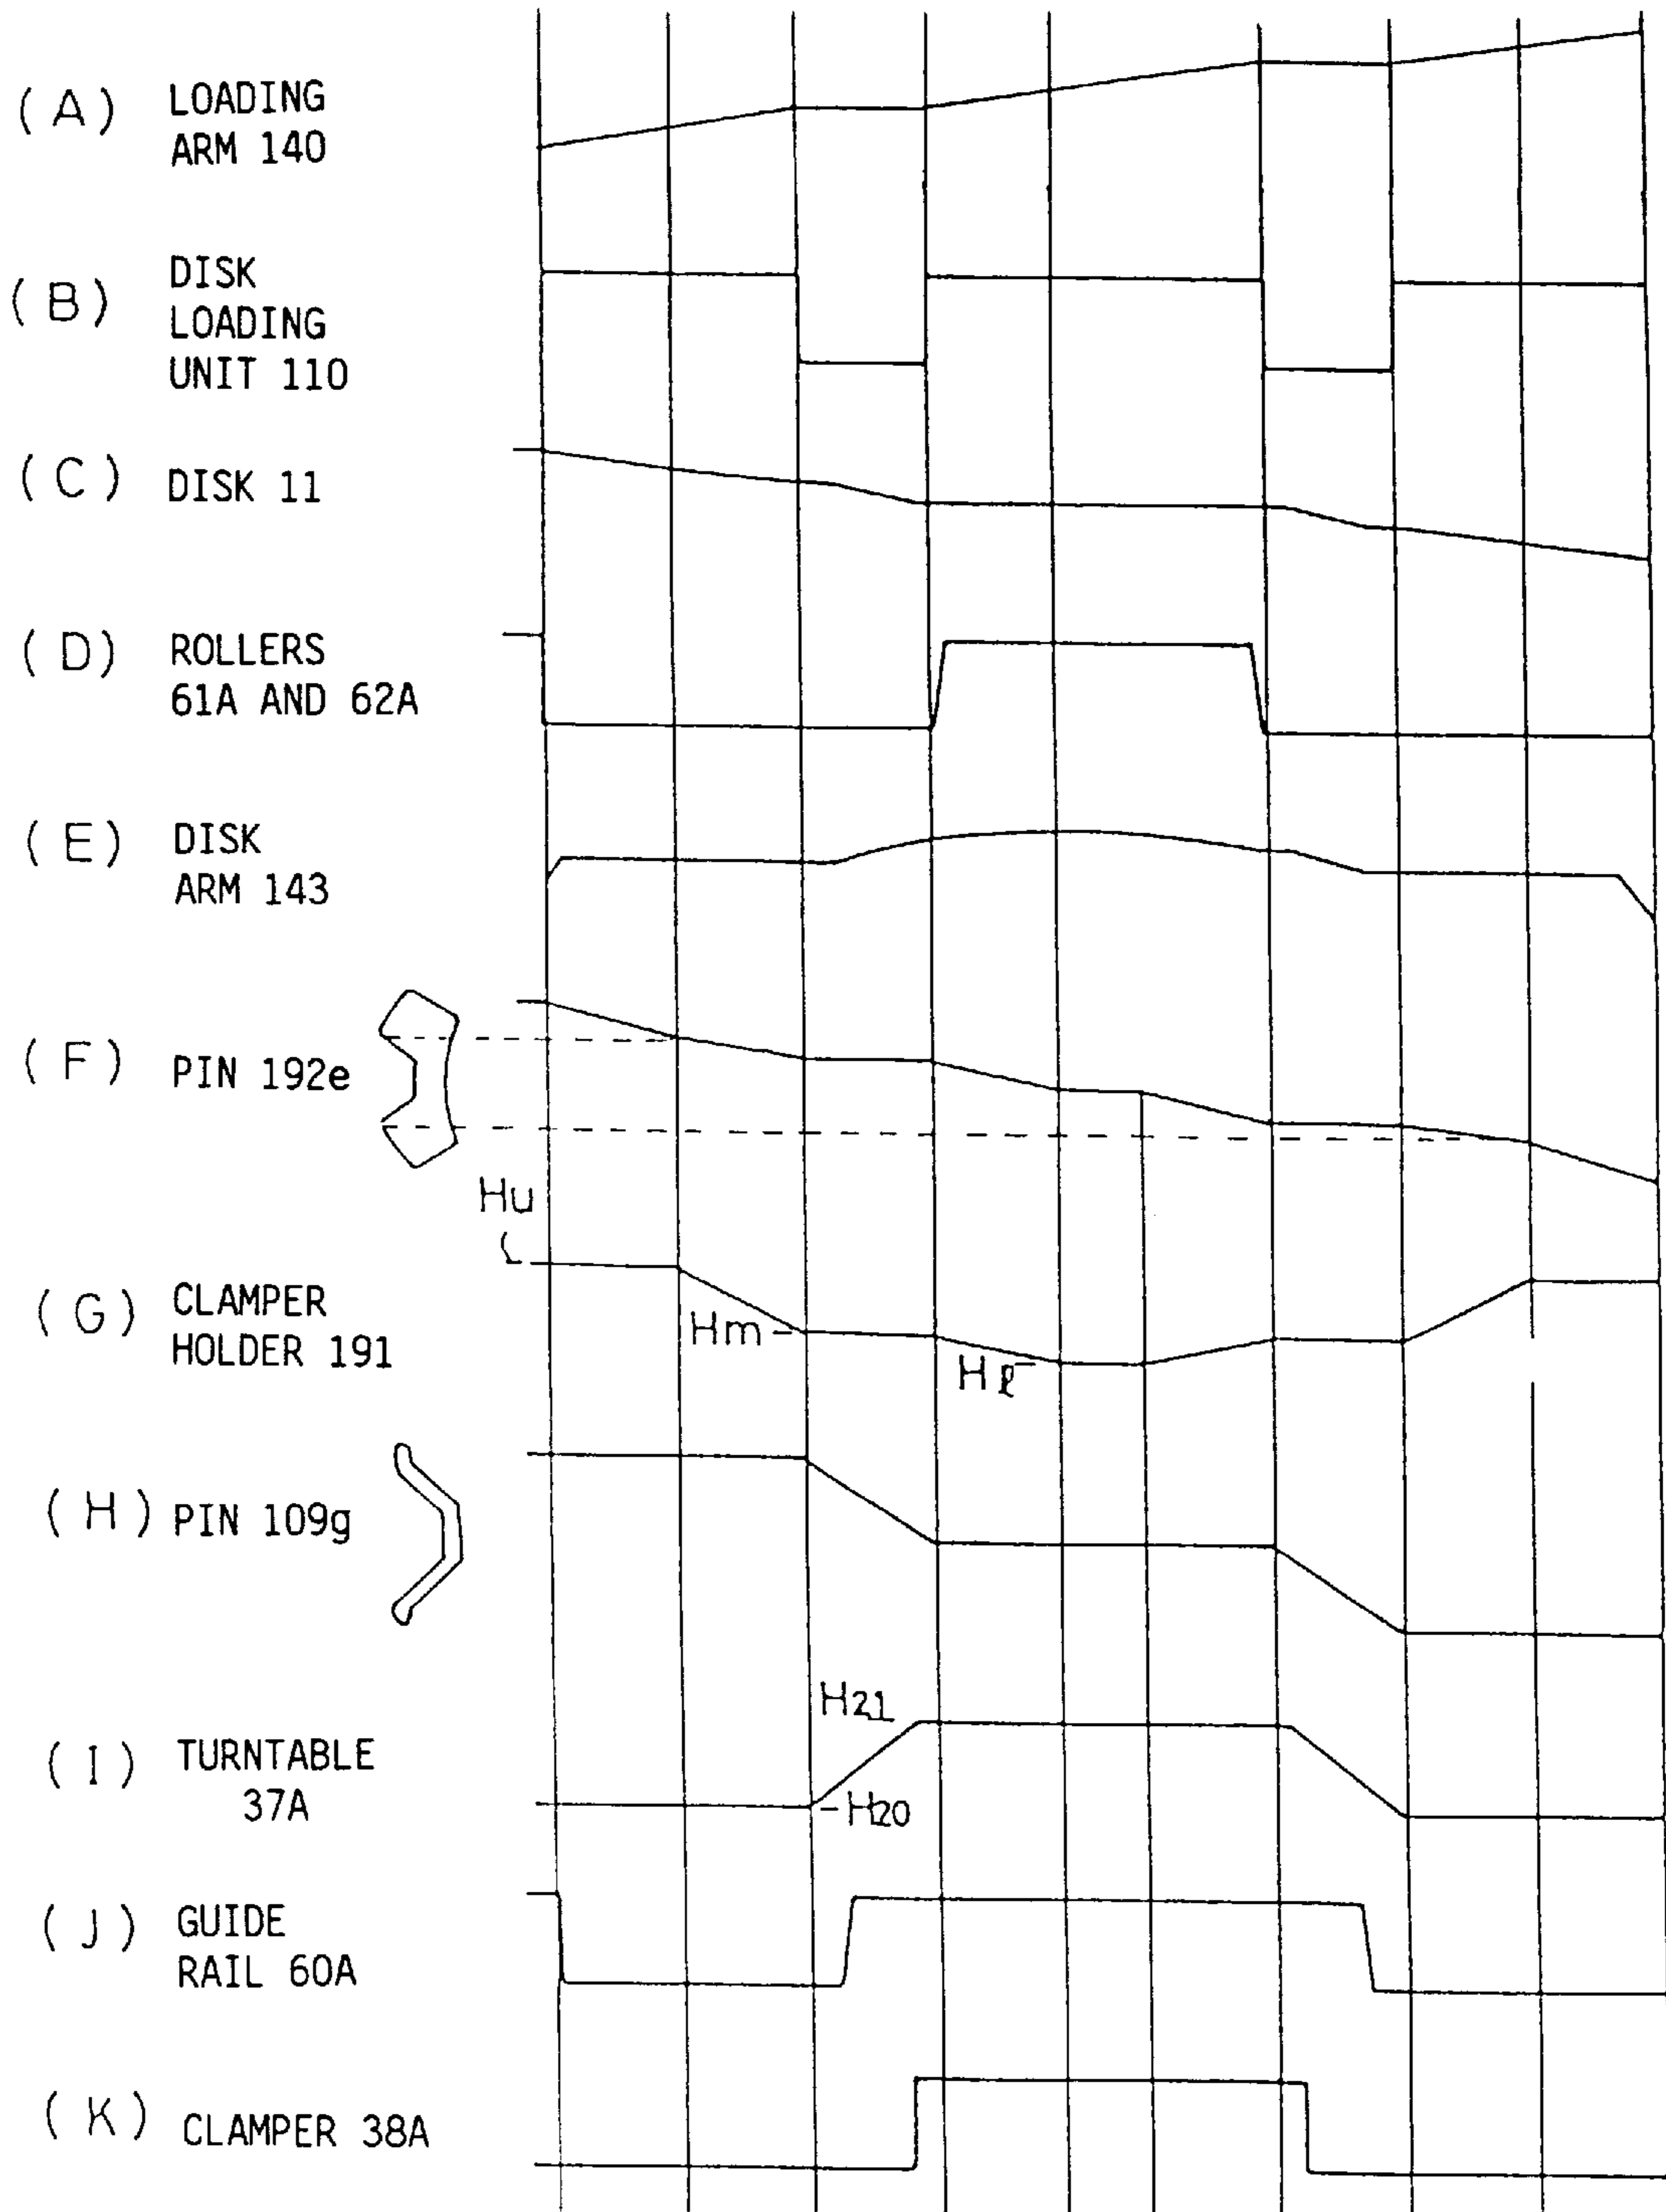 (A) LOADING
ARM 140
(B) DISK
LOADING
UNIT 110
(C) DISK 11
(D) ROLLERS
61A AND 62A
(E) DISK
ARM 143
(F) PIN 192e
Hu
(G) CLAMPER
HOLDER 191
Hm
Hℓ
(H) PIN 109g
H21
(I) TURNTABLE
37A
H20
(J) GUIDE
RAIL 60A
(K) CLAMPER 38A